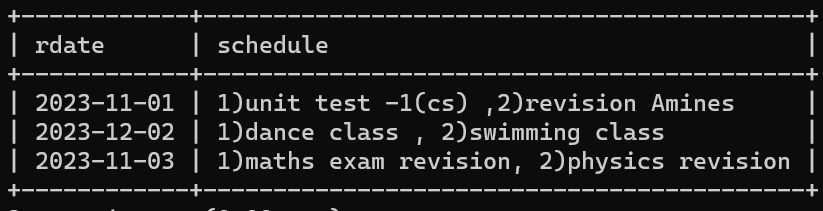 | rdate | schedule |
| 2023-11-01 | 1)unit test -1(cs) ,2)revision Amines |
| 2023-12-02 | 1)dance class , 2)swimming class |
| 2023-11-03 | 1)maths exam revision, 2)physics revision |